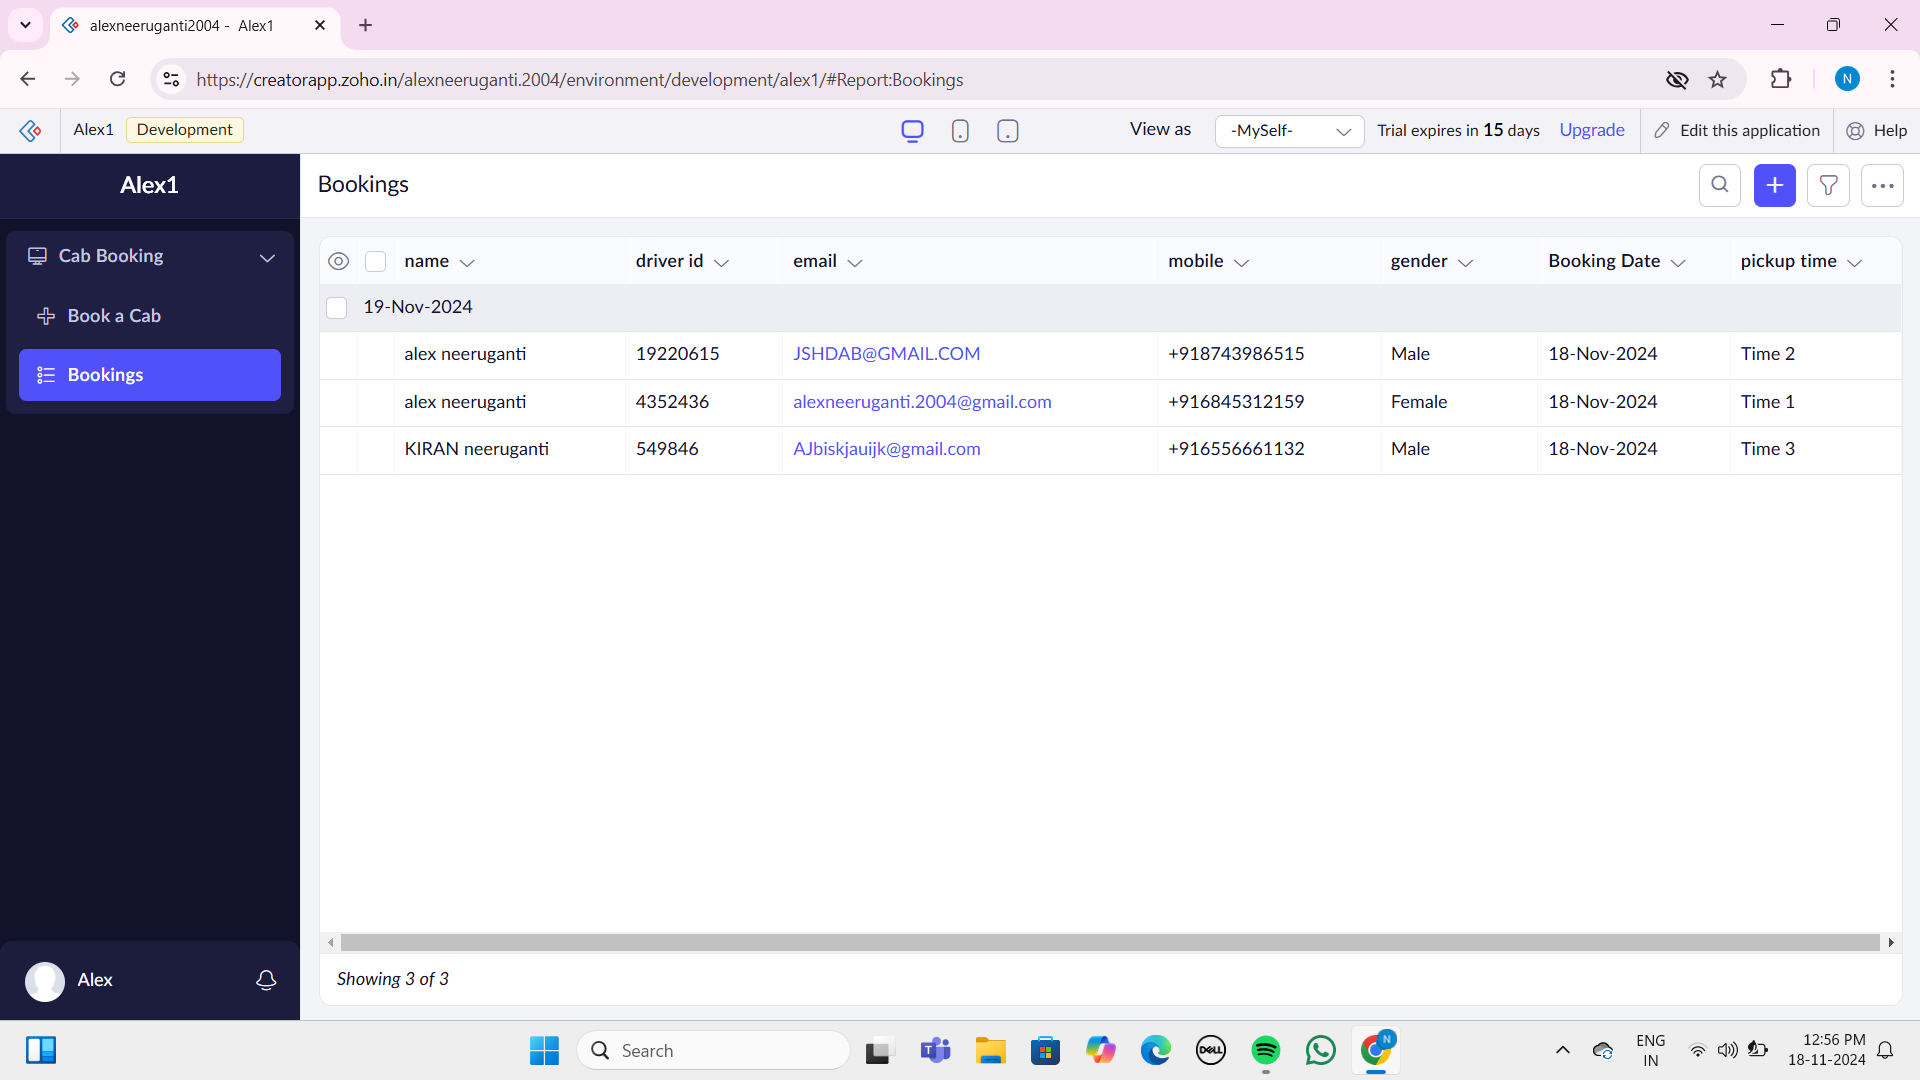 alexneeruganti2004 - Alex1
https://creatorapp.zoho.in/alexneeruganti.2004/environment/development/alex1/#Report:Bookings
N
Alex1 Development View as -MySelf- Trial expires in 15 days Upgrade Edit this application Help
Alex1
Bookings
Cab Booking
Book a Cab
Bookings
name driver id email mobile gender Booking Date pickup time
19-Nov-2024
alex neeruganti 19220615 JSHDAB@GMAIL.COM +918743986515 Male 18-Nov-2024 Time 2
alex neeruganti 4352436 alexneeruganti.2004@gmail.com +916845312159 Female 18-Nov-2024 Time 1
KIRAN neeruganti 549846 AJbiskjauijk@gmail.com +916556661132 Male 18-Nov-2024 Time 3
Showing 3 of 3
Alex
Search
T
DELL
N
ENG
IN
12:56 PM
18-11-2024